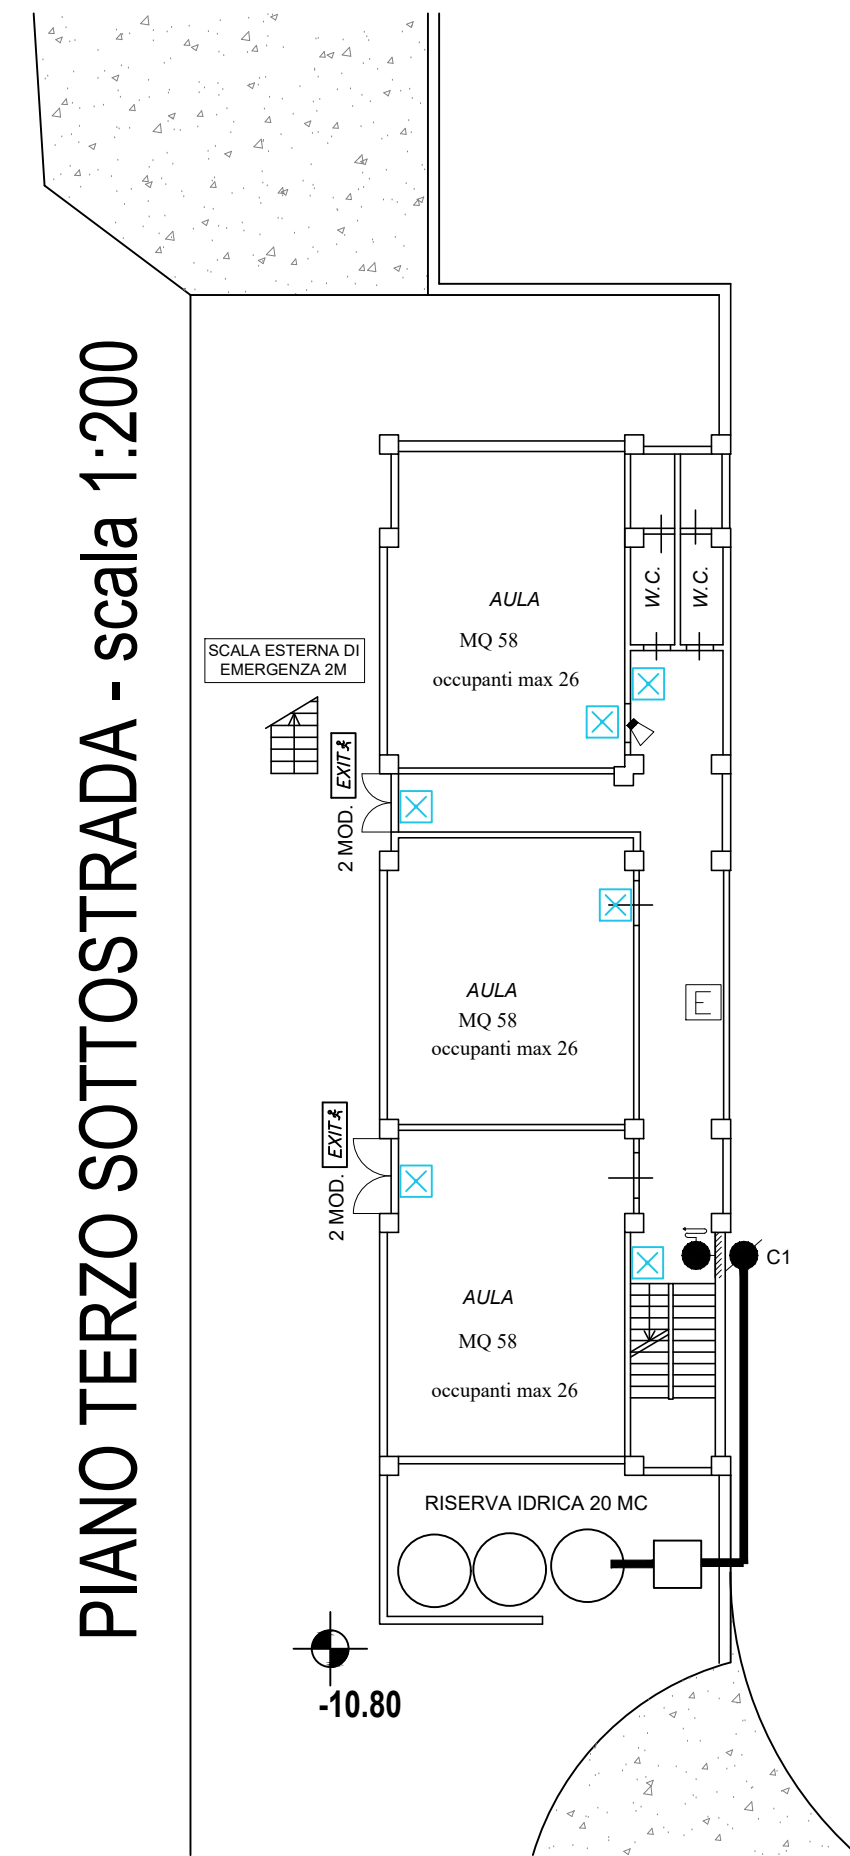 PIANO TERZO SOTTOSTRADA - scala 1:200
AULA
MQ 58
occupanti max 26
W.C.
W.C.
SCALA ESTERNA DI
EMERGENZA 2M
2 MOD. EXIT
AULA
MQ 58
occupanti max 26
E
2 MOD. EXIT
C1
AULA
MQ 58
occupanti max 26
RISERVA IDRICA 20 MC
-10.80